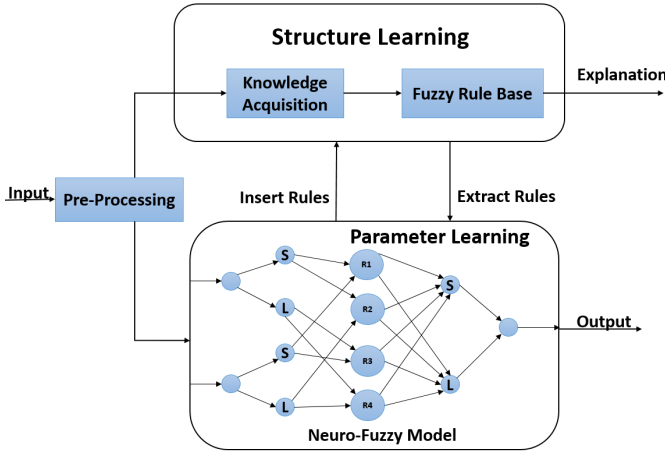 Structure Learning
Explanation
Knowledge
Acquisition
Fuzzy Rule Base
Input
Pre-Processing
Insert Rules
Extract Rules
Parameter Learning
S
R1
S
L
R2
S
R3
L
L
R4
Output
Neuro-Fuzzy Model